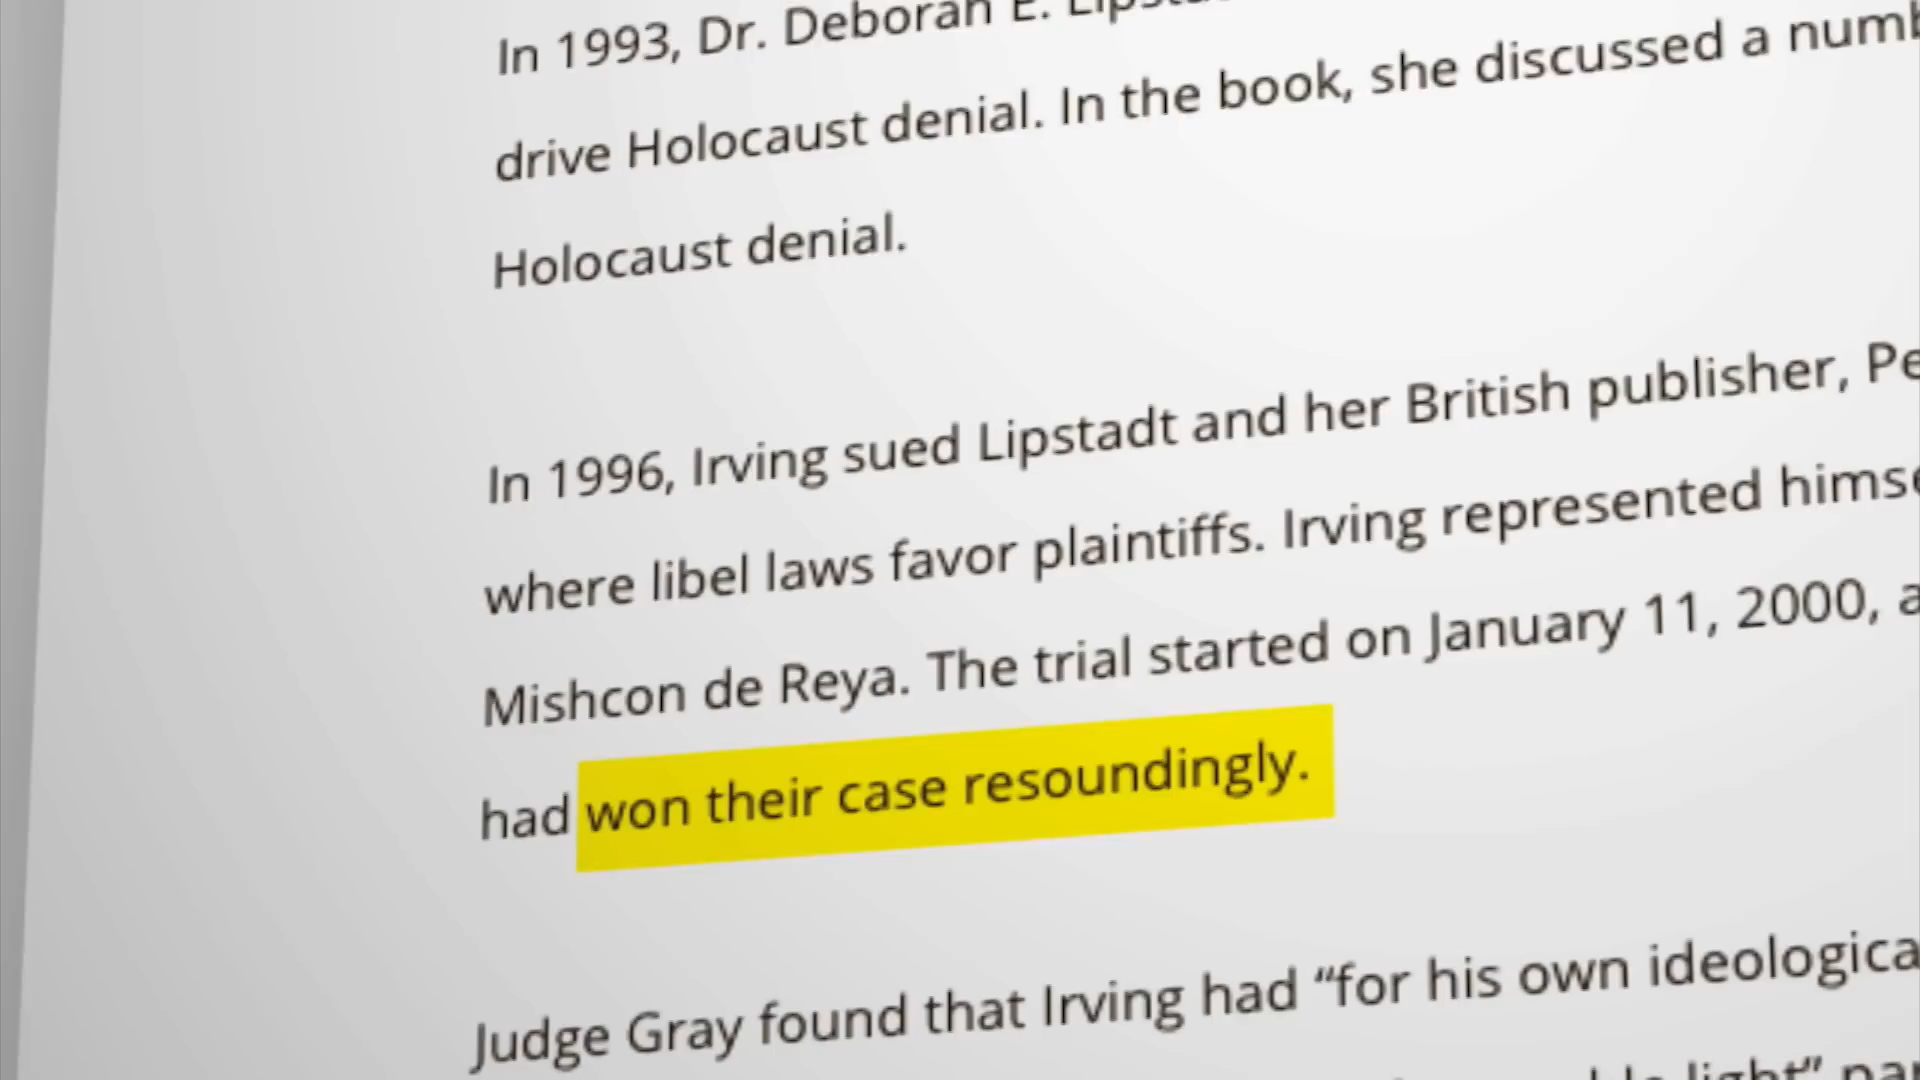 In 1993, Dr. Deborah E.
drive Holocaust denial. In the book, she discussed a
Holocaust denial.
In 1996, Irving sued Lipstadt and her British publisher,
where libel laws favor plaintiffs. Irving represented
Mishcon de Reya. The trial started on January 11, 2000,
had won their case resoundingly.
Judge Gray found that Irving had “for his own
light”